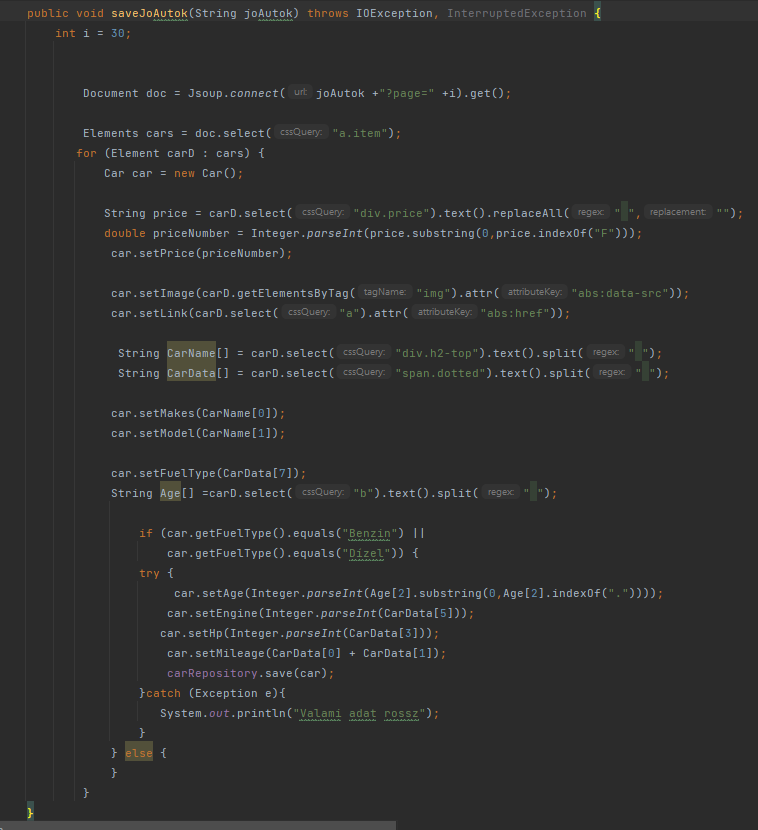 public void saveJoAutok(String joAutok) throws IOException, InterruptedException {
int i = 30;
Document doc = Jsoup.connect( url: joAutok +"?page=" +i).get();
Elements cars = doc.select( cssQuery: "a.item");
for (Element carD : cars) {
Car car = new Car();
String price = carD.select( cssQuery: "div.price").text().replaceAll( regex: " ", replacement: "");
double priceNumber = Integer.parseInt(price.substring(0,price.indexOf("F")));
car.setPrice(priceNumber);
car.setImage(carD.getElementsByTag( tagName: "img").attr( attributeKey: "abs:data-src"));
car.setLink(carD.select( cssQuery: "a").attr( attributeKey: "abs:href"));
String CarName[] = carD.select( cssQuery: "div.h2-top").text().split( regex: " ");
String CarData[] = carD.select( cssQuery: "span.dotted").text().split( regex: " ");
car.setMakes(CarName[0]);
car.setModel(CarName[1]);
car.setFuelType(CarData[7]);
String Age[] =carD.select( cssQuery: "b").text().split( regex: " ");
if (car.getFuelType().equals("Benzin") ||
car.getFuelType().equals("Dízel")) {
try {
car.setAge(Integer.parseInt(Age[2].substring(0,Age[2].indexOf("."))));
car.setEngine(Integer.parseInt(CarData[5]));
car.setHp(Integer.parseInt(CarData[3]));
car.setMileage(CarData[0] + CarData[1]);
carRepository.save(car);
}catch (Exception e){
System.out.println("Valami adat rossz");
}
} else {
}
}
}